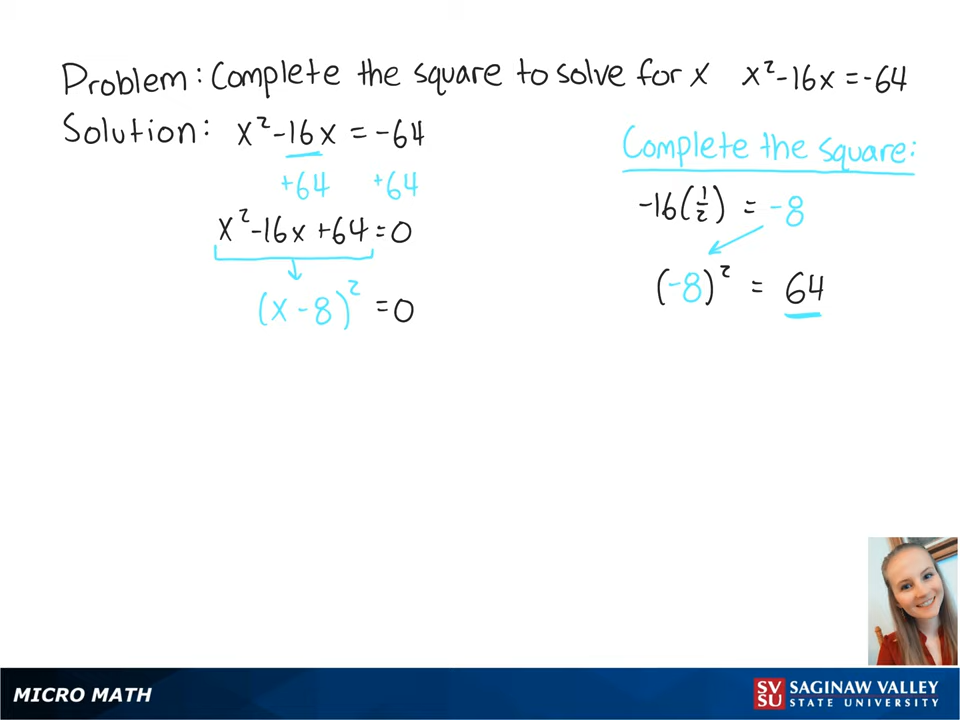 Problem: Complete the square to solve for x x²-16x=-64
Solution: x²-16x = -64
+64 +64
x²-16x+64=0
(x-8)²=0
Complete the square:
-16(1/2) = -8
(-8)² = 64
MICRO MATH
SV SU SAGINAW VALLEY
STATE UNIVERSITY